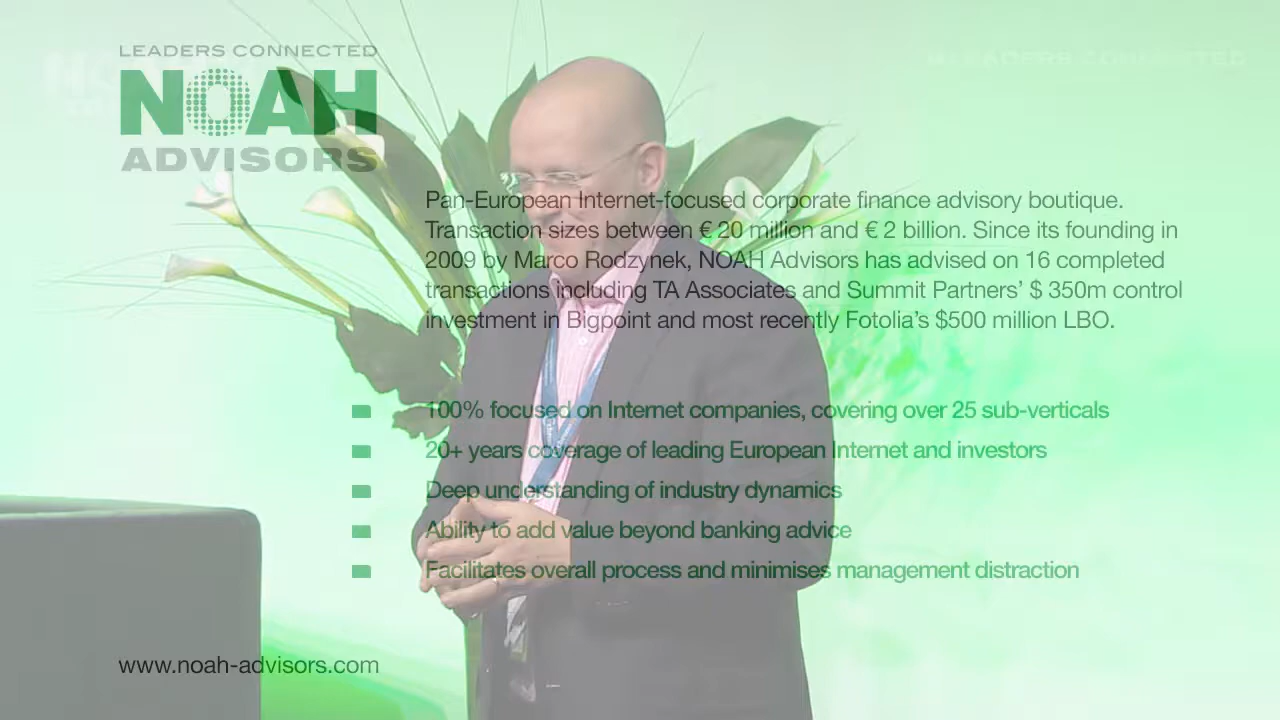 LEADERS CONNECTED
NOAH
ADVISORS
LEADERS CONNECTED
Pan-European Internet-focused corporate finance advisory boutique.
Transaction sizes between € 20 million and € 2 billion. Since its founding in
2009 by Marco Rodzynek, NOAH Advisors has advised on 16 completed
transactions including TA Associates and Summit Partners' $ 350m control
investment in Bigpoint and most recently Fotolia's $500 million LBO.
100% focused on Internet companies, covering over 25 sub-verticals
20+ years coverage of leading European Internet and investors
Deep understanding of industry dynamics
Ability to add value beyond banking advice
Facilitates overall process and minimises management distraction
www.noah-advisors.com